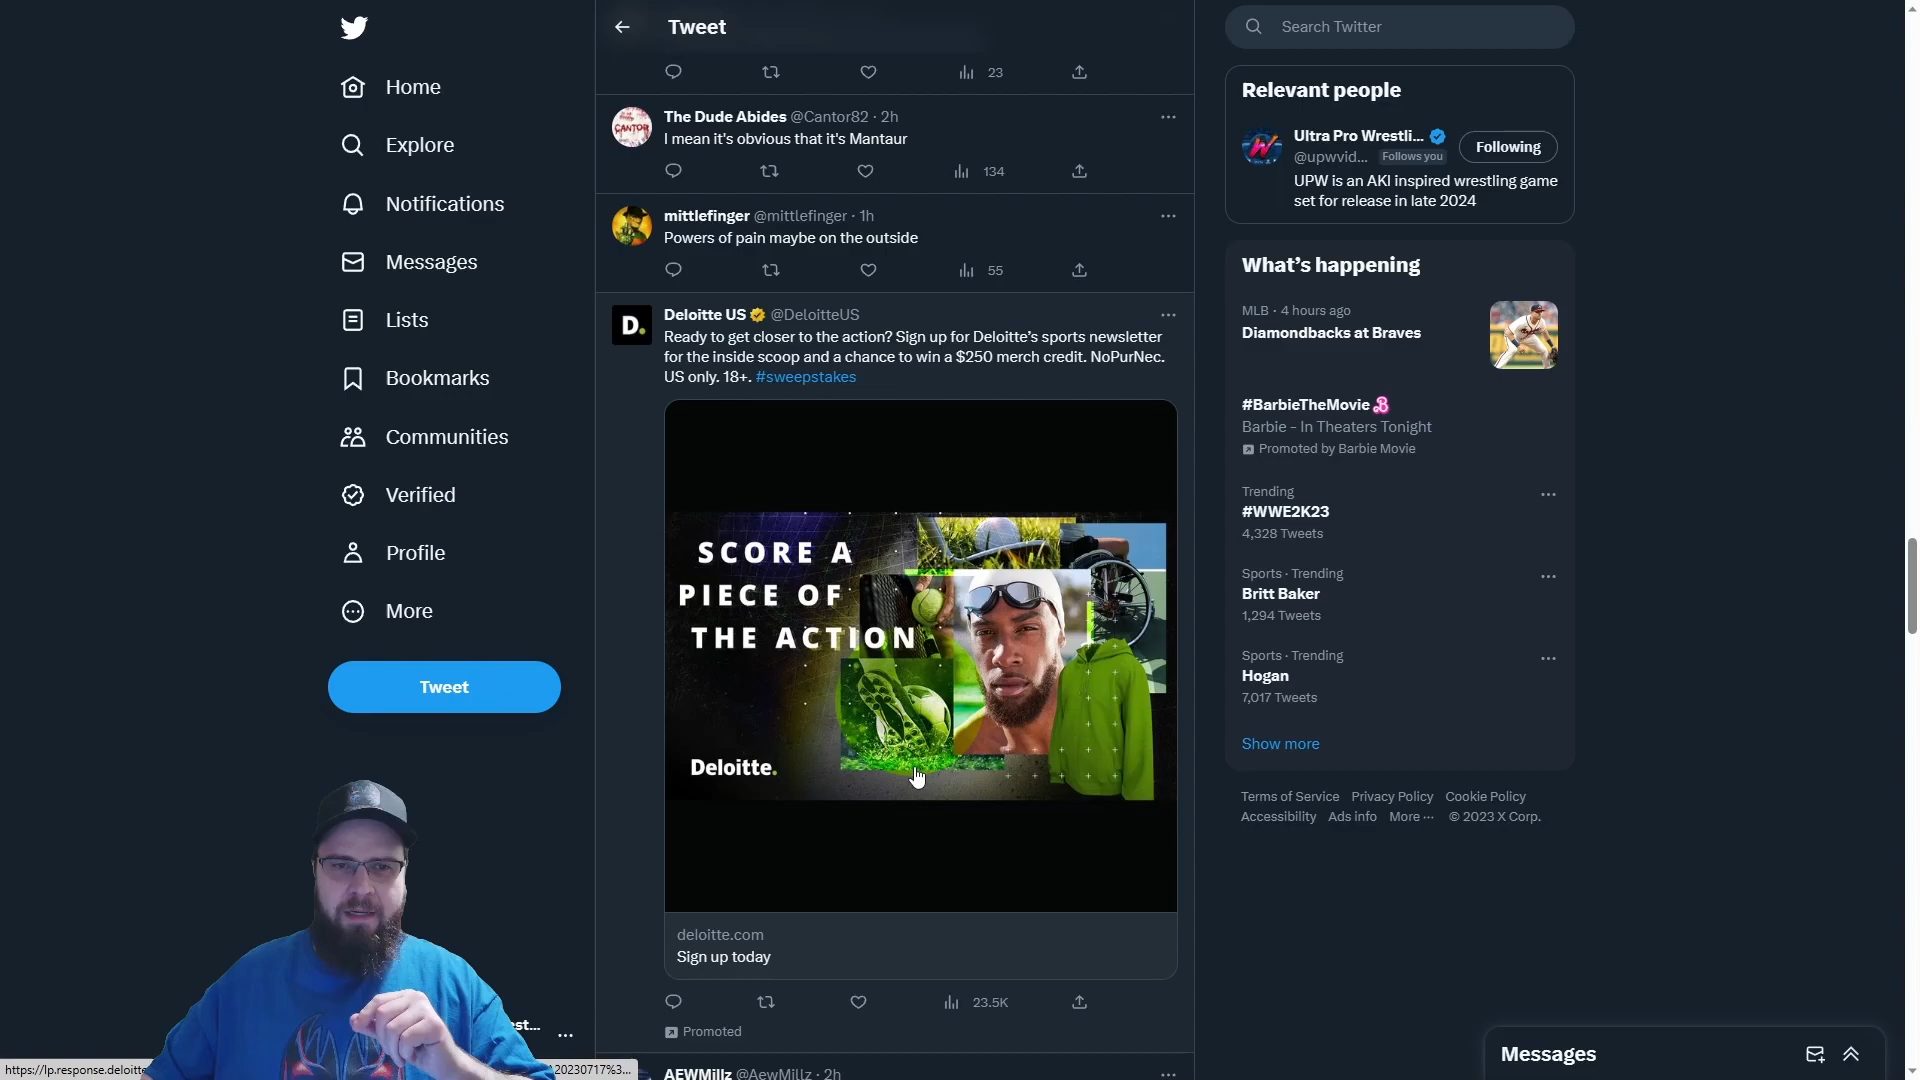 Home
Explore
Notifications
Messages
Lists
Bookmarks
Communities
Verified
Profile
More
Tweet
est...
https://lp.response.deloitte
20230717%3...
Tweet
23
The Dude Abides @Cantor82 · 2h
I mean it's obvious that it's Mantaur
134
mittlefinger @mittlefinger · 1h
Powers of pain maybe on the outside
55
Deloitte US @DeloitteUS
Ready to get closer to the action? Sign up for Deloitte’s sports newsletter
for the inside scoop and a chance to win a $250 merch credit. NoPurNec.
US only. 18+. #sweepstakes
SCORE A
PIECE OF
THE ACTION
Deloitte.
deloitte.com
Sign up today
23.5K
Promoted
AEWMillz @AewMillz · 2h
CANTOR
D.
Search Twitter
Relevant people
Ultra Pro Wrestli...
Following
@upwvid... Follows you
UPW is an AKI inspired wrestling game
set for release in late 2024
What’s happening
MLB · 4 hours ago
Diamondbacks at Braves
#BarbieTheMovie
Barbie - In Theaters Tonight
Promoted by Barbie Movie
Trending
#WWE2K23
4,328 Tweets
Sports · Trending
Britt Baker
1,294 Tweets
Sports · Trending
Hogan
7,017 Tweets
Show more
Terms of Service Privacy Policy Cookie Policy
Accessibility Ads info More ··· © 2023 X Corp.
Messages